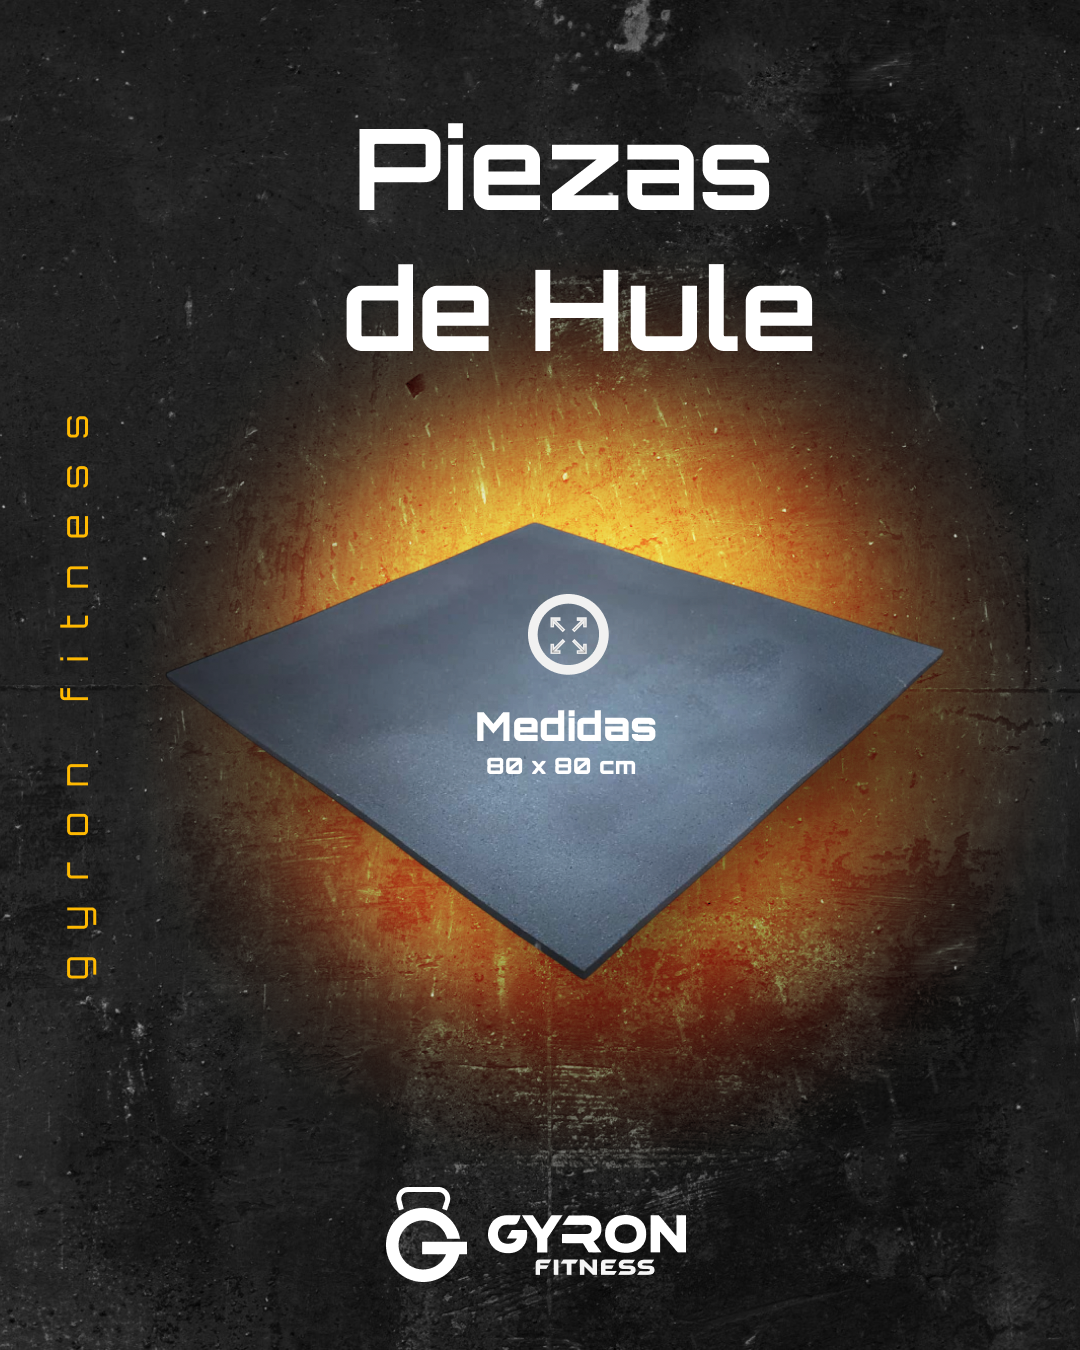 Piezas
de Hule
gyron fitness
Medidas
80 x 80 cm
GYRON
FITNESS